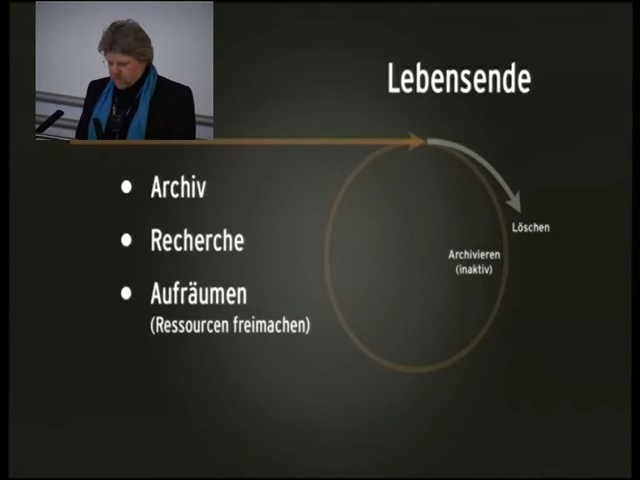 Lebensende
• Archiv
• Recherche
• Aufräumen
(Ressourcen freimachen)
Löschen
Archivieren
(inaktiv)